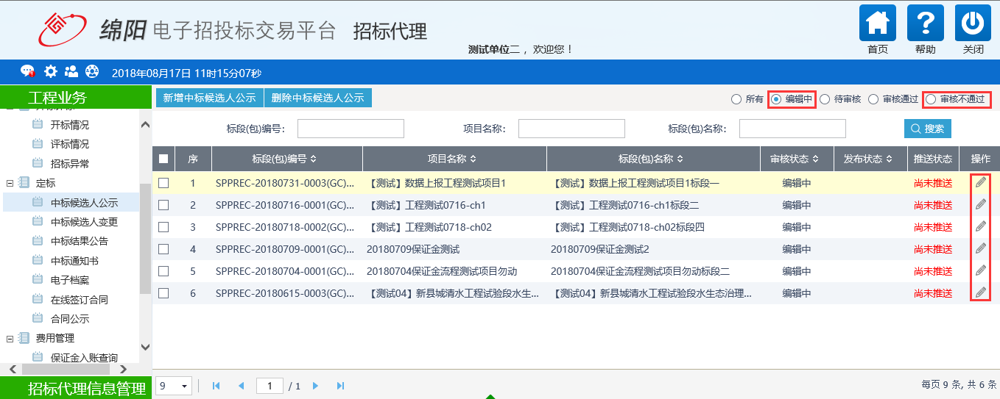 绵阳 电子招投标交易平台 招标代理
测试单位二 ，欢迎您！
首页 帮助 关闭
2018年08月17日 11时15分07秒
工程业务
开标情况
评标情况
招标异常
定标
中标候选人公示
中标候选人变更
中标结果公告
中标通知书
电子档案
在线签订合同
合同公示
费用管理
保证金入账查询
招标代理信息管理
新增中标候选人公示 删除中标候选人公示
所有 编辑中 待审核 审核通过 审核不通过
标段(包)编号： 项目名称： 标段(包)名称： 搜索
序 标段(包)编号 项目名称 标段(包)名称 审核状态 发布状态 推送状态 操作
1 SPPREC-20180731-0003(GC)... 【测试】数据上报工程测试项目1 【测试】数据上报工程测试项目1标段一 编辑中 尚未推送
2 SPPREC-20180716-0001(GC)... 【测试】工程测试0716-ch1 【测试】工程测试0716-ch1标段二 编辑中 尚未推送
3 SPPREC-20180718-0002(GC)... 【测试】工程测试0718-ch02 【测试】工程测试0718-ch02标段四 编辑中 尚未推送
4 SPPREC-20180709-0001(GC)... 20180709保证金测试 20180709保证金测试2 编辑中 尚未推送
5 SPPREC-20180704-0001(GC)... 20180704保证金流程测试项目勿动 20180704保证金流程测试项目勿动标段二 编辑中 尚未推送
6 SPPREC-20180615-0003(GC)... 【测试04】新县城清水工程试验段水生... 【测试04】新县城清水工程试验段水生态治理... 编辑中 尚未推送
9 1 / 1 每页 9 条, 共 6 条